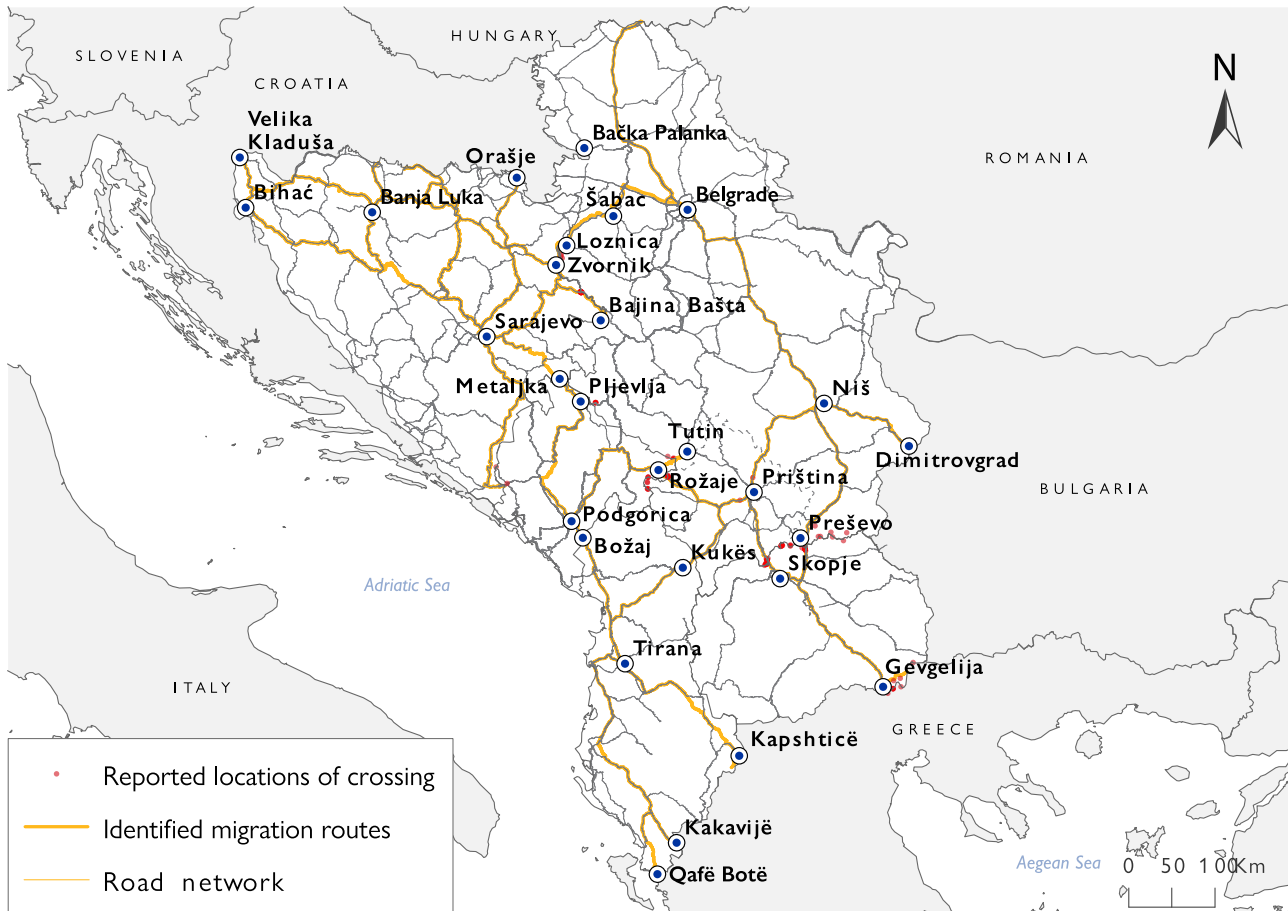 HUNGARY
SLOVENIA
N
CROATIA
Velika
Kladuša
Bačka Palanka
ROMANIA
Orašje
Bihać
Banja Luka
Šabac
Belgrade
Loznica
Zvornik
Bajina Bašta
Sarajevo
Metaljka
Pljevlja
Niš
Tutin
Dimitrovgrad
Rožaje
Priština
BULGARIA
Podgorica
Preševo
Božaj
Kukës
Skopje
Adriatic Sea
Tirana
Gevgelija
ITALY
GREECE
Kapshticë
Reported locations of crossing
Identified migration routes
Kakavijë
Aegean Sea
0 50 100Km
Qafë Botë
Road network